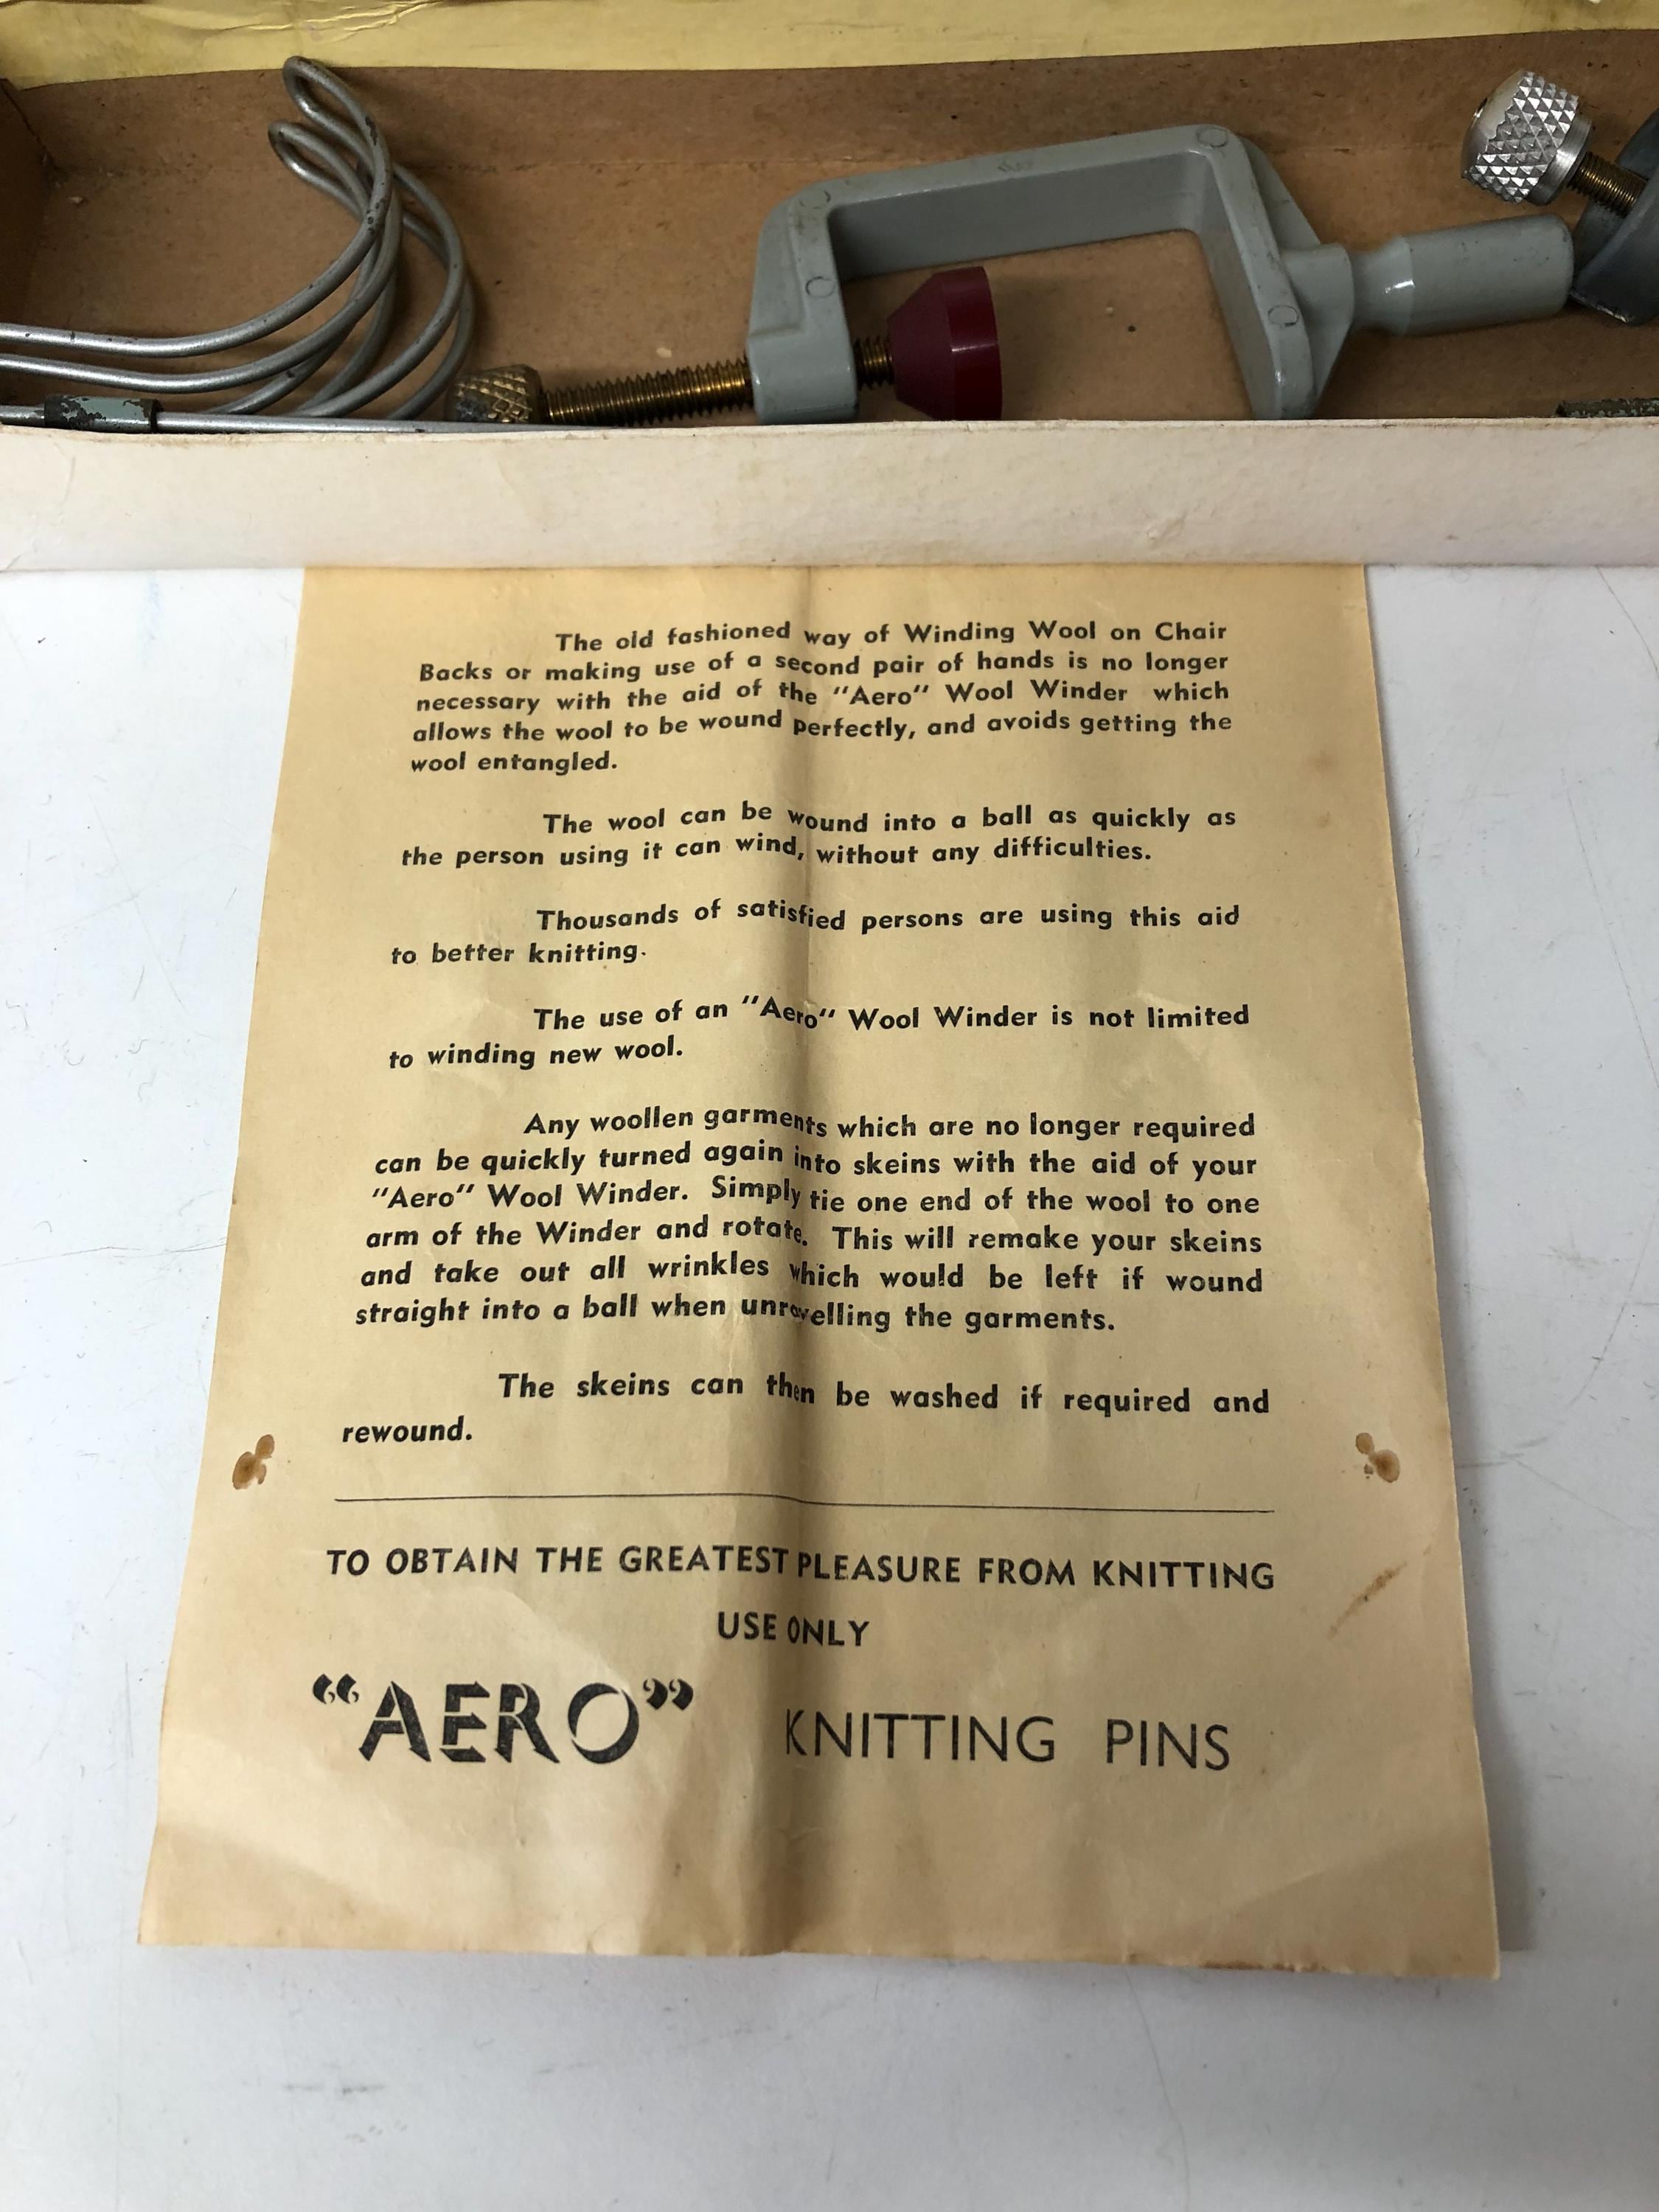 The old fashioned way of Winding Wool on Chair
Backs or making use of a second pair of hands is no longer
necessary with the aid of the "Aero" Wool Winder which
allows the wool to be wound perfectly, and avoids getting the
wool entangled.
The wool can be wound into a ball as quickly as
the person using it can wind, without any difficulties.
Thousands of satisfied persons are using this aid
to better knitting.
The use of an "Aero" Wool Winder is not limited
to winding new wool.
Any woollen garments which are no longer required
can be quickly turned again into skeins with the aid of your
"Aero" Wool Winder. Simply tie one end of the wool to one
arm of the Winder and rotate. This will remake your skeins
and take out all wrinkles which would be left if wound
straight into a ball when unravelling the garments.
The skeins can then be washed if required and
rewound.
TO OBTAIN THE GREATEST PLEASURE FROM KNITTING
USE ONLY
"AERO" KNITTING PINS